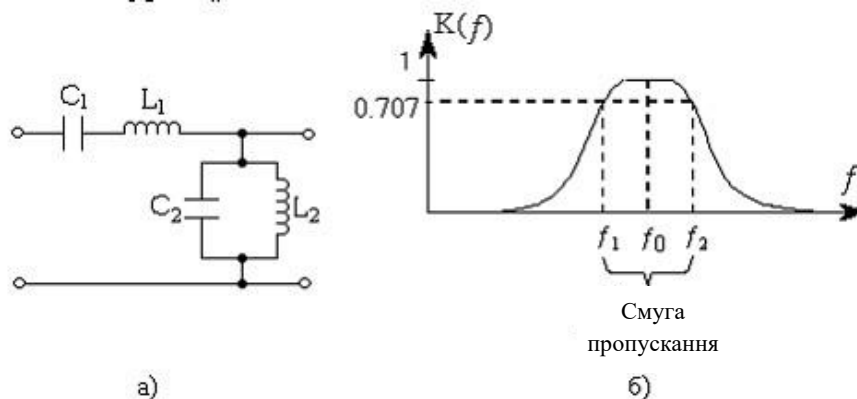 C₁
L₁
C₂
L₂
a)
K(f)
1
0.707
f
f₁ f₀ f₂
Смуга
пропускання
б)